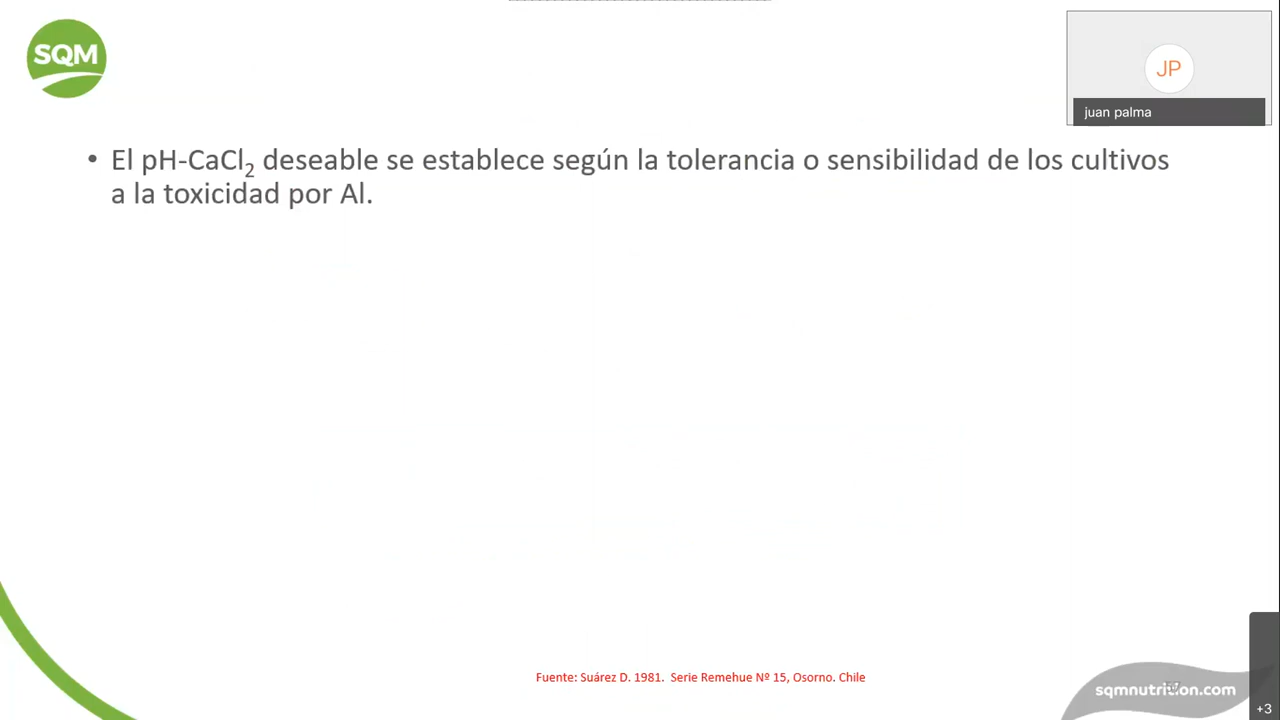 SQM
JP
juan palma
• El pH-CaCl₂ deseable se establece según la tolerancia o sensibilidad de los cultivos
a la toxicidad por Al.
Fuente: Suárez D. 1981. Serie Remehue Nº 15, Osorno. Chile
sqmnutrition.com
+3